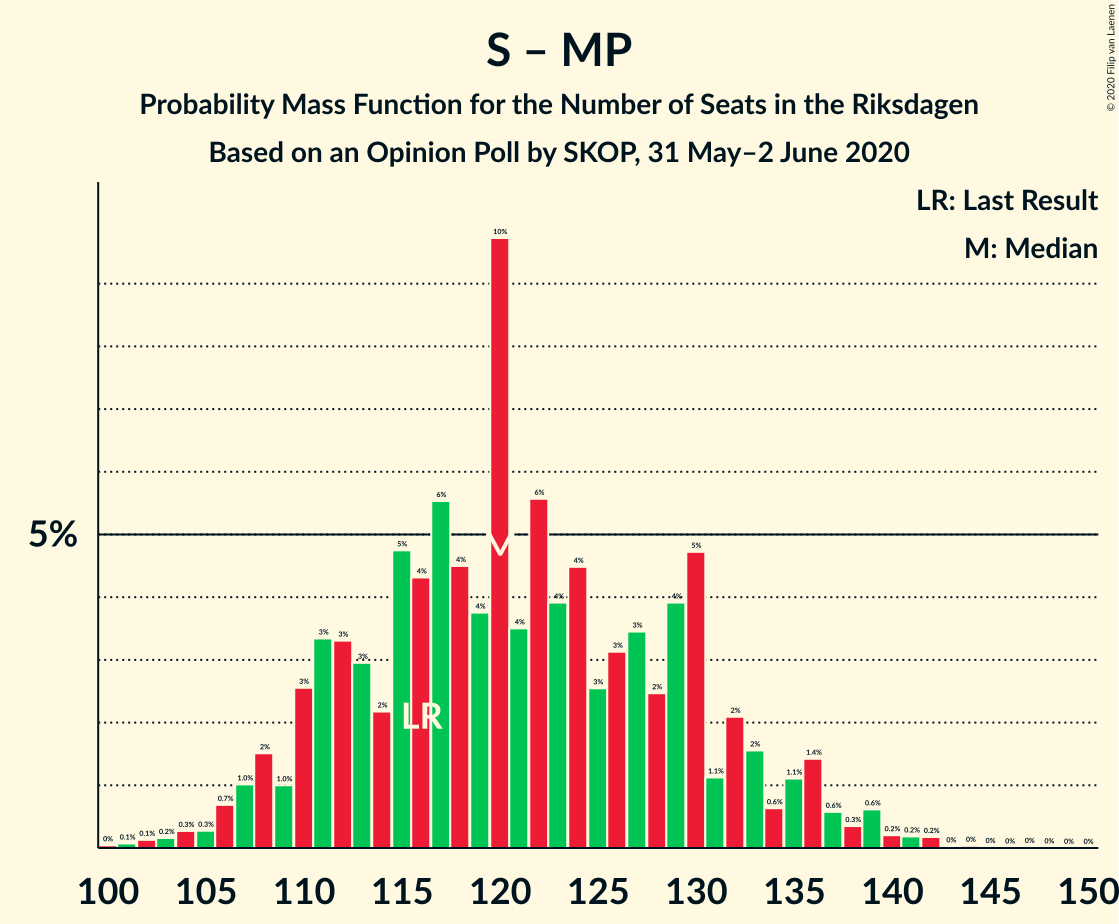 S – MP
Probability Mass Function for the Number of Seats in the Riksdagen
Based on an Opinion Poll by SKOP, 31 May–2 June 2020
© 2020 Filip van Laenen
LR: Last Result
M: Median
5%
0% 0.1% 0.1% 0.2% 0.3% 0.3% 0.7% 1.0% 2% 1.0% 3% 3% 3% 3% 2% 5% 4% 6% 4% 4% 10% 4% 6% 4% 4% 3% 3% 3% 2% 4% 5% 1.1% 2% 2% 0.6% 1.1% 1.4% 0.6% 0.3% 0.6% 0.2% 0.2% 0.2% 0% 0% 0% 0% 0% 0% 0% 0%
LR
100 105 110 115 120 125 130 135 140 145 150